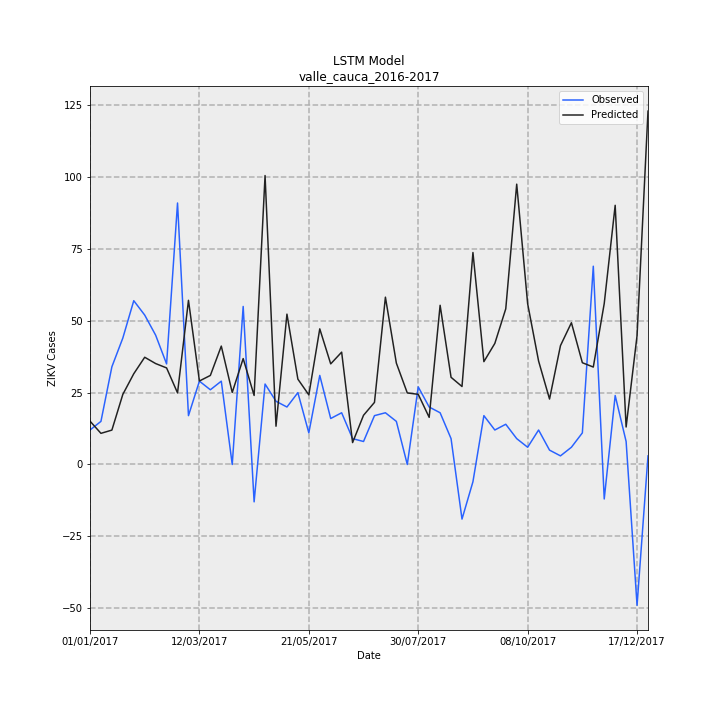 LSTM Model
valle_cauca_2016-2017
Observed
Predicted
125
100
75
50
25
0
−25
−50
ZIKV Cases
01/01/2017
12/03/2017
21/05/2017
30/07/2017
08/10/2017
17/12/2017
Date